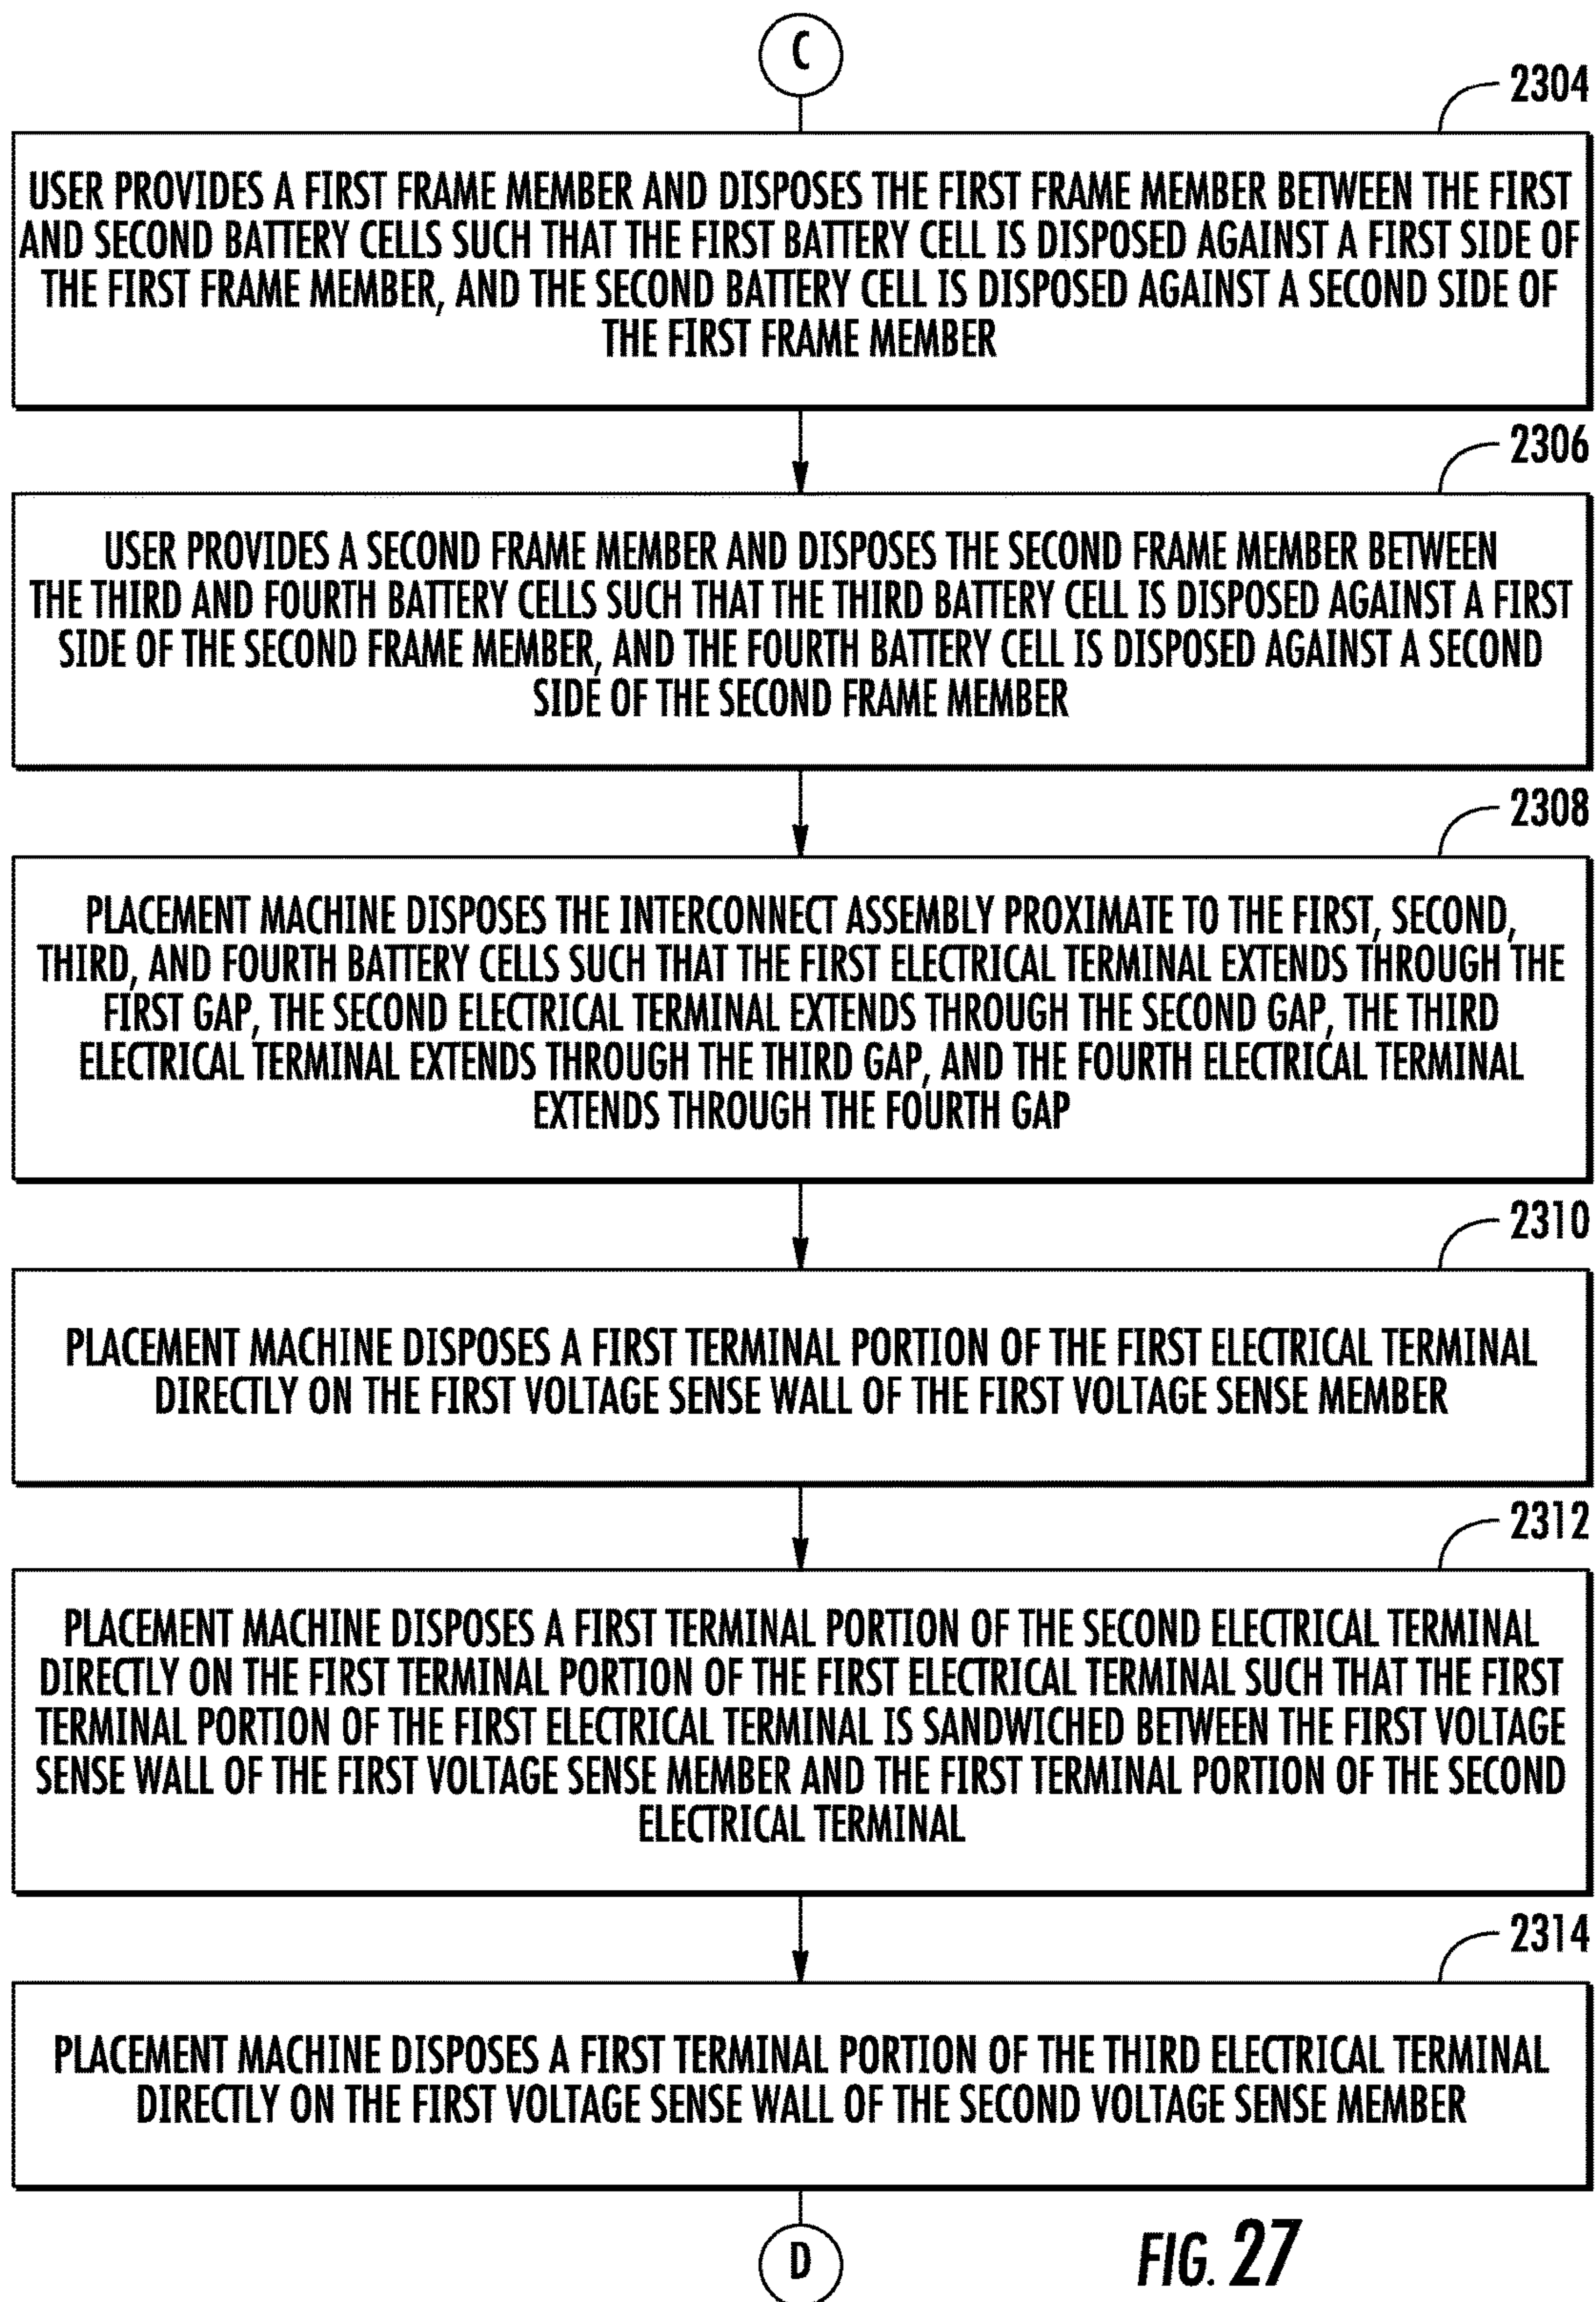 C
2304
USER PROVIDES A FIRST FRAME MEMBER AND DISPOSES THE FIRST FRAME MEMBER BETWEEN THE FIRST
AND SECOND BATTERY CELLS SUCH THAT THE FIRST BATTERY CELL IS DISPOSED AGAINST A FIRST SIDE OF
THE FIRST FRAME MEMBER, AND THE SECOND BATTERY CELL IS DISPOSED AGAINST A SECOND SIDE OF
THE FIRST FRAME MEMBER
2306
USER PROVIDES A SECOND FRAME MEMBER AND DISPOSES THE SECOND FRAME MEMBER BETWEEN
THE THIRD AND FOURTH BATTERY CELLS SUCH THAT THE THIRD BATTERY CELL IS DISPOSED AGAINST A FIRST
SIDE OF THE SECOND FRAME MEMBER, AND THE FOURTH BATTERY CELL IS DISPOSED AGAINST A SECOND
SIDE OF THE SECOND FRAME MEMBER
2308
PLACEMENT MACHINE DISPOSES THE INTERCONNECT ASSEMBLY PROXIMATE TO THE FIRST, SECOND,
THIRD, AND FOURTH BATTERY CELLS SUCH THAT THE FIRST ELECTRICAL TERMINAL EXTENDS THROUGH THE
FIRST GAP, THE SECOND ELECTRICAL TERMINAL EXTENDS THROUGH THE SECOND GAP, THE THIRD
ELECTRICAL TERMINAL EXTENDS THROUGH THE THIRD GAP, AND THE FOURTH ELECTRICAL TERMINAL
EXTENDS THROUGH THE FOURTH GAP
2310
PLACEMENT MACHINE DISPOSES A FIRST TERMINAL PORTION OF THE FIRST ELECTRICAL TERMINAL
DIRECTLY ON THE FIRST VOLTAGE SENSE WALL OF THE FIRST VOLTAGE SENSE MEMBER
2312
PLACEMENT MACHINE DISPOSES A FIRST TERMINAL PORTION OF THE SECOND ELECTRICAL TERMINAL
DIRECTLY ON THE FIRST TERMINAL PORTION OF THE FIRST ELECTRICAL TERMINAL SUCH THAT THE FIRST
TERMINAL PORTION OF THE FIRST ELECTRICAL TERMINAL IS SANDWICHED BETWEEN THE FIRST VOLTAGE
SENSE WALL OF THE FIRST VOLTAGE SENSE MEMBER AND THE FIRST TERMINAL PORTION OF THE SECOND
ELECTRICAL TERMINAL
2314
PLACEMENT MACHINE DISPOSES A FIRST TERMINAL PORTION OF THE THIRD ELECTRICAL TERMINAL
DIRECTLY ON THE FIRST VOLTAGE SENSE WALL OF THE SECOND VOLTAGE SENSE MEMBER
D
FIG. 27